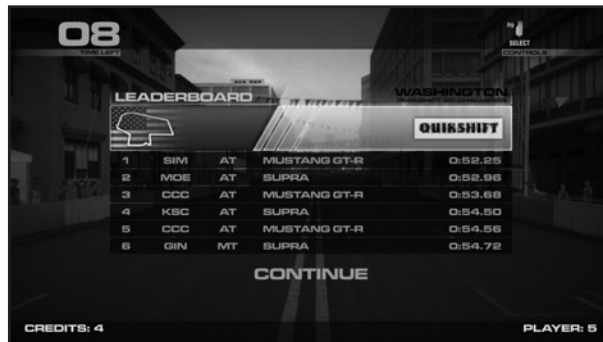 08
TIME LEFT
SELECT
CONTROLS
LEADERBOARD
WASHINGTON
QUIKSHIFT
1 SIM AT MUSTANG GT-R 0:52.25
2 MOE AT SUPRA 0:52.96
3 CCC AT MUSTANG GT-R 0:53.68
4 KSC AT SUPRA 0:54.50
5 CCC AT MUSTANG GT-R 0:54.56
6 GIN MT SUPRA 0:54.72
CONTINUE
CREDITS: 4
PLAYER: 5